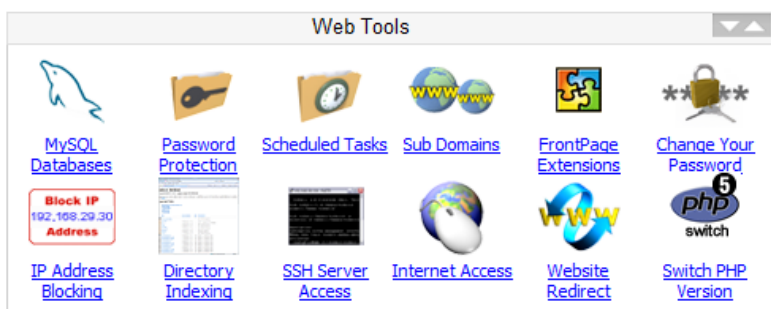 Web Tools
www www
*****
MySQL Databases
Password Protection
Scheduled Tasks
Sub Domains
FrontPage Extensions
Change Your Password
Block IP
192,168.29.30
Address
www
php 5
switch
IP Address Blocking
Directory Indexing
SSH Server Access
Internet Access
Website Redirect
Switch PHP Version